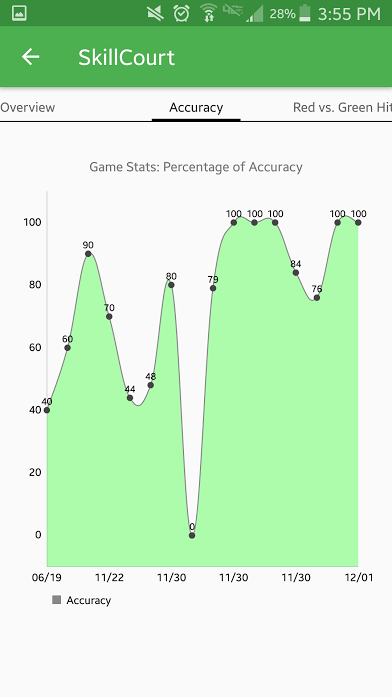 28% 3:55 PM
SkillCourt
Overview Accuracy Red vs. Green Hit
Game Stats: Percentage of Accuracy
100
80
60
40
20
0
40 60 90 70 44 48 80 0 79 100 100 100 84 76 100 100
06/19 11/22 11/30 11/30 11/30 12/01
Accuracy